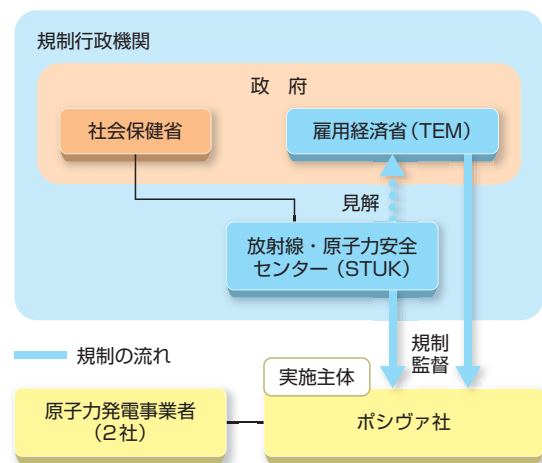 規制行政機関
政 府
社会保健省
雇用経済省（TEM）
見解
放射線・原子力安全
センター（STUK）
規制の流れ
規制
監督
実施主体
原子力発電事業者
（2社）
ポシヴァ社